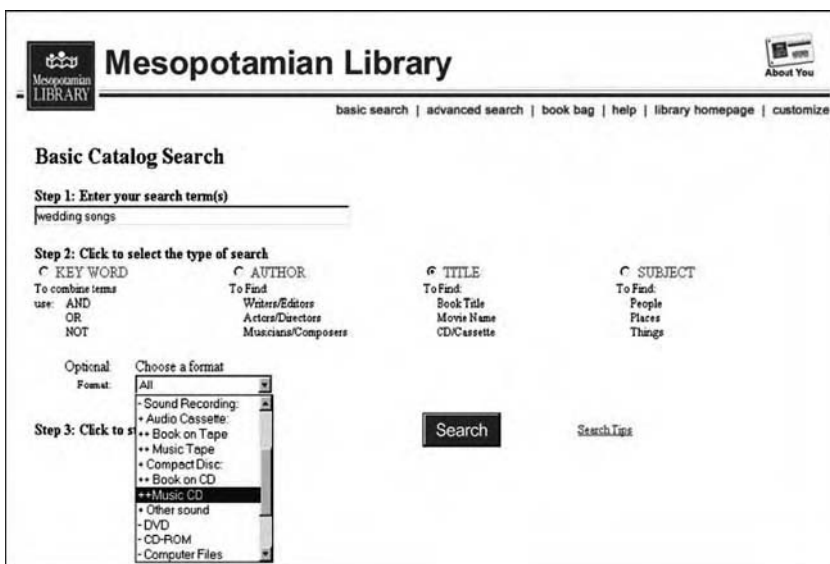 Mesopotamian
LIBRARY
Mesopotamian Library
About You
basic search | advanced search | book bag | help | library homepage | customize
Basic Catalog Search
Step 1: Enter your search term(s)
wedding songs
Step 2: Click to select the type of search
KEY WORD AUTHOR TITLE SUBJECT
To combine terms To Find To Find: To Find:
use: AND Writers/Editors Book Title People
OR Actors/Directors Movie Name Places
NOT Musicians/Composers CD/Cassette Things
Optional: Choose a format
Format: All
- Sound Recording:
+ Audio Cassette:
++ Book on Tape
++ Music Tape
+ Compact Disc:
++ Book on CD
++Music CD
+ Other sound
- DVD
- CD-ROM
- Computer Files
Step 3: Click to
Search
Search Tips